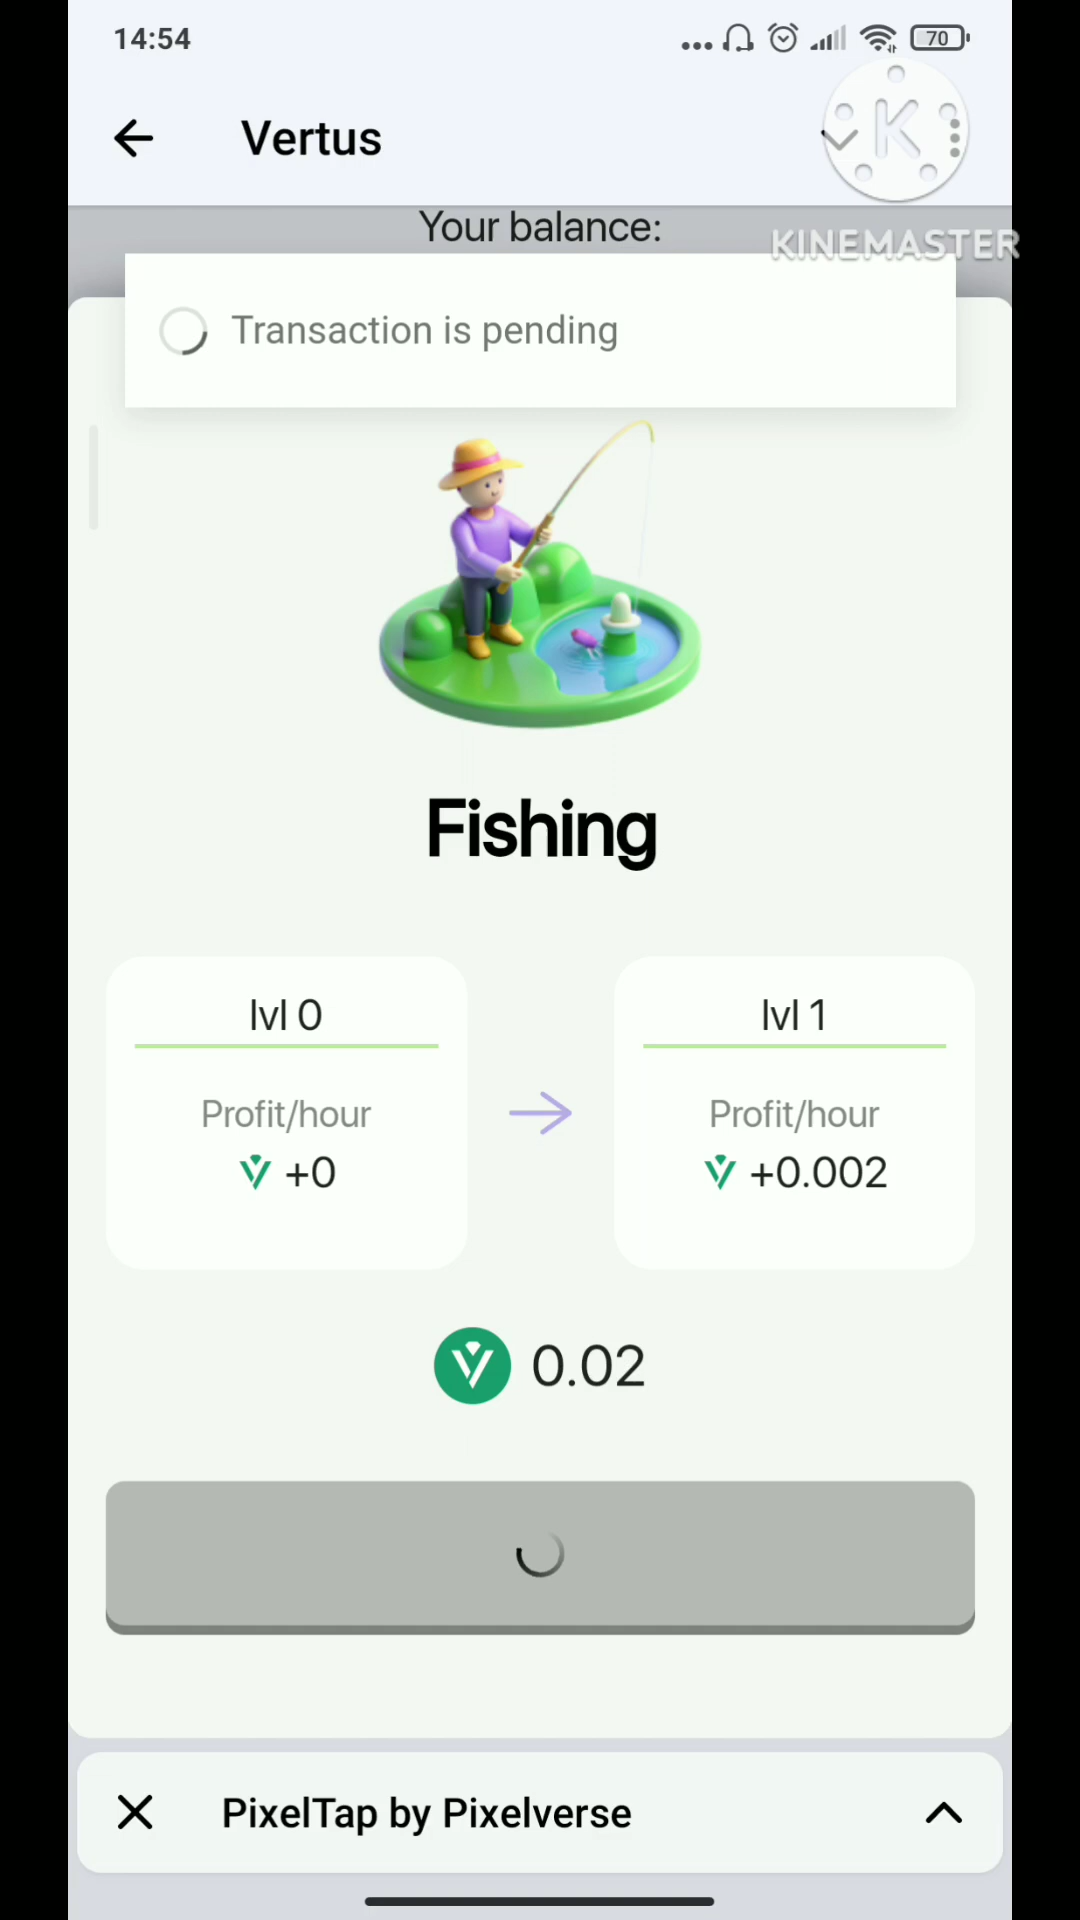 14:54
70
Vertus
K
KINEMASTER
Your balance:
Transaction is pending
Fishing
lvl 0
Profit/hour
+0
lvl 1
Profit/hour
+0.002
0.02
PixelTap by Pixelverse